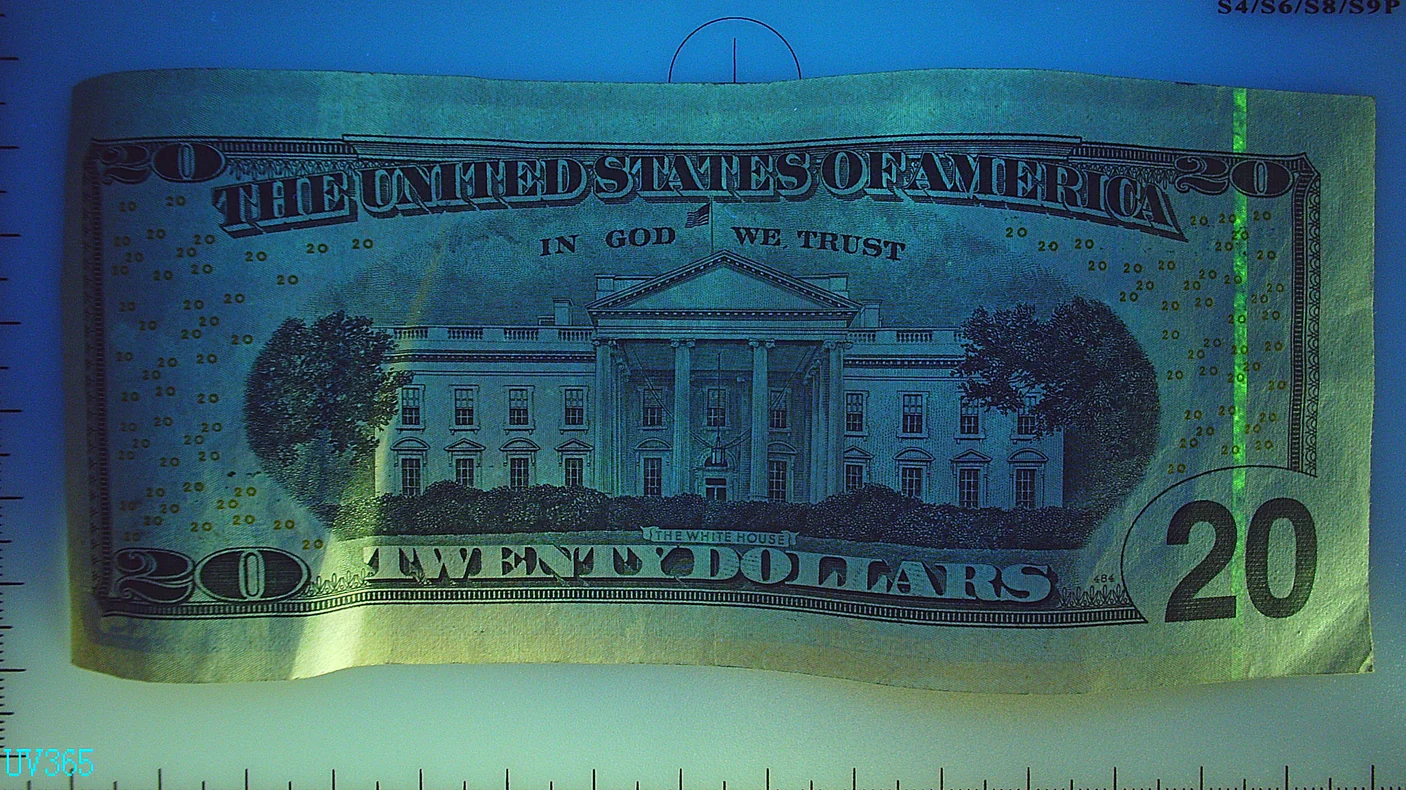 S4/S6/S8/S9P
20 20
THE UNITED STATES OF AMERICA
IN GOD WE TRUST
THE WHITE HOUSE
20 TWENTY DOLLARS 484 20
UV365